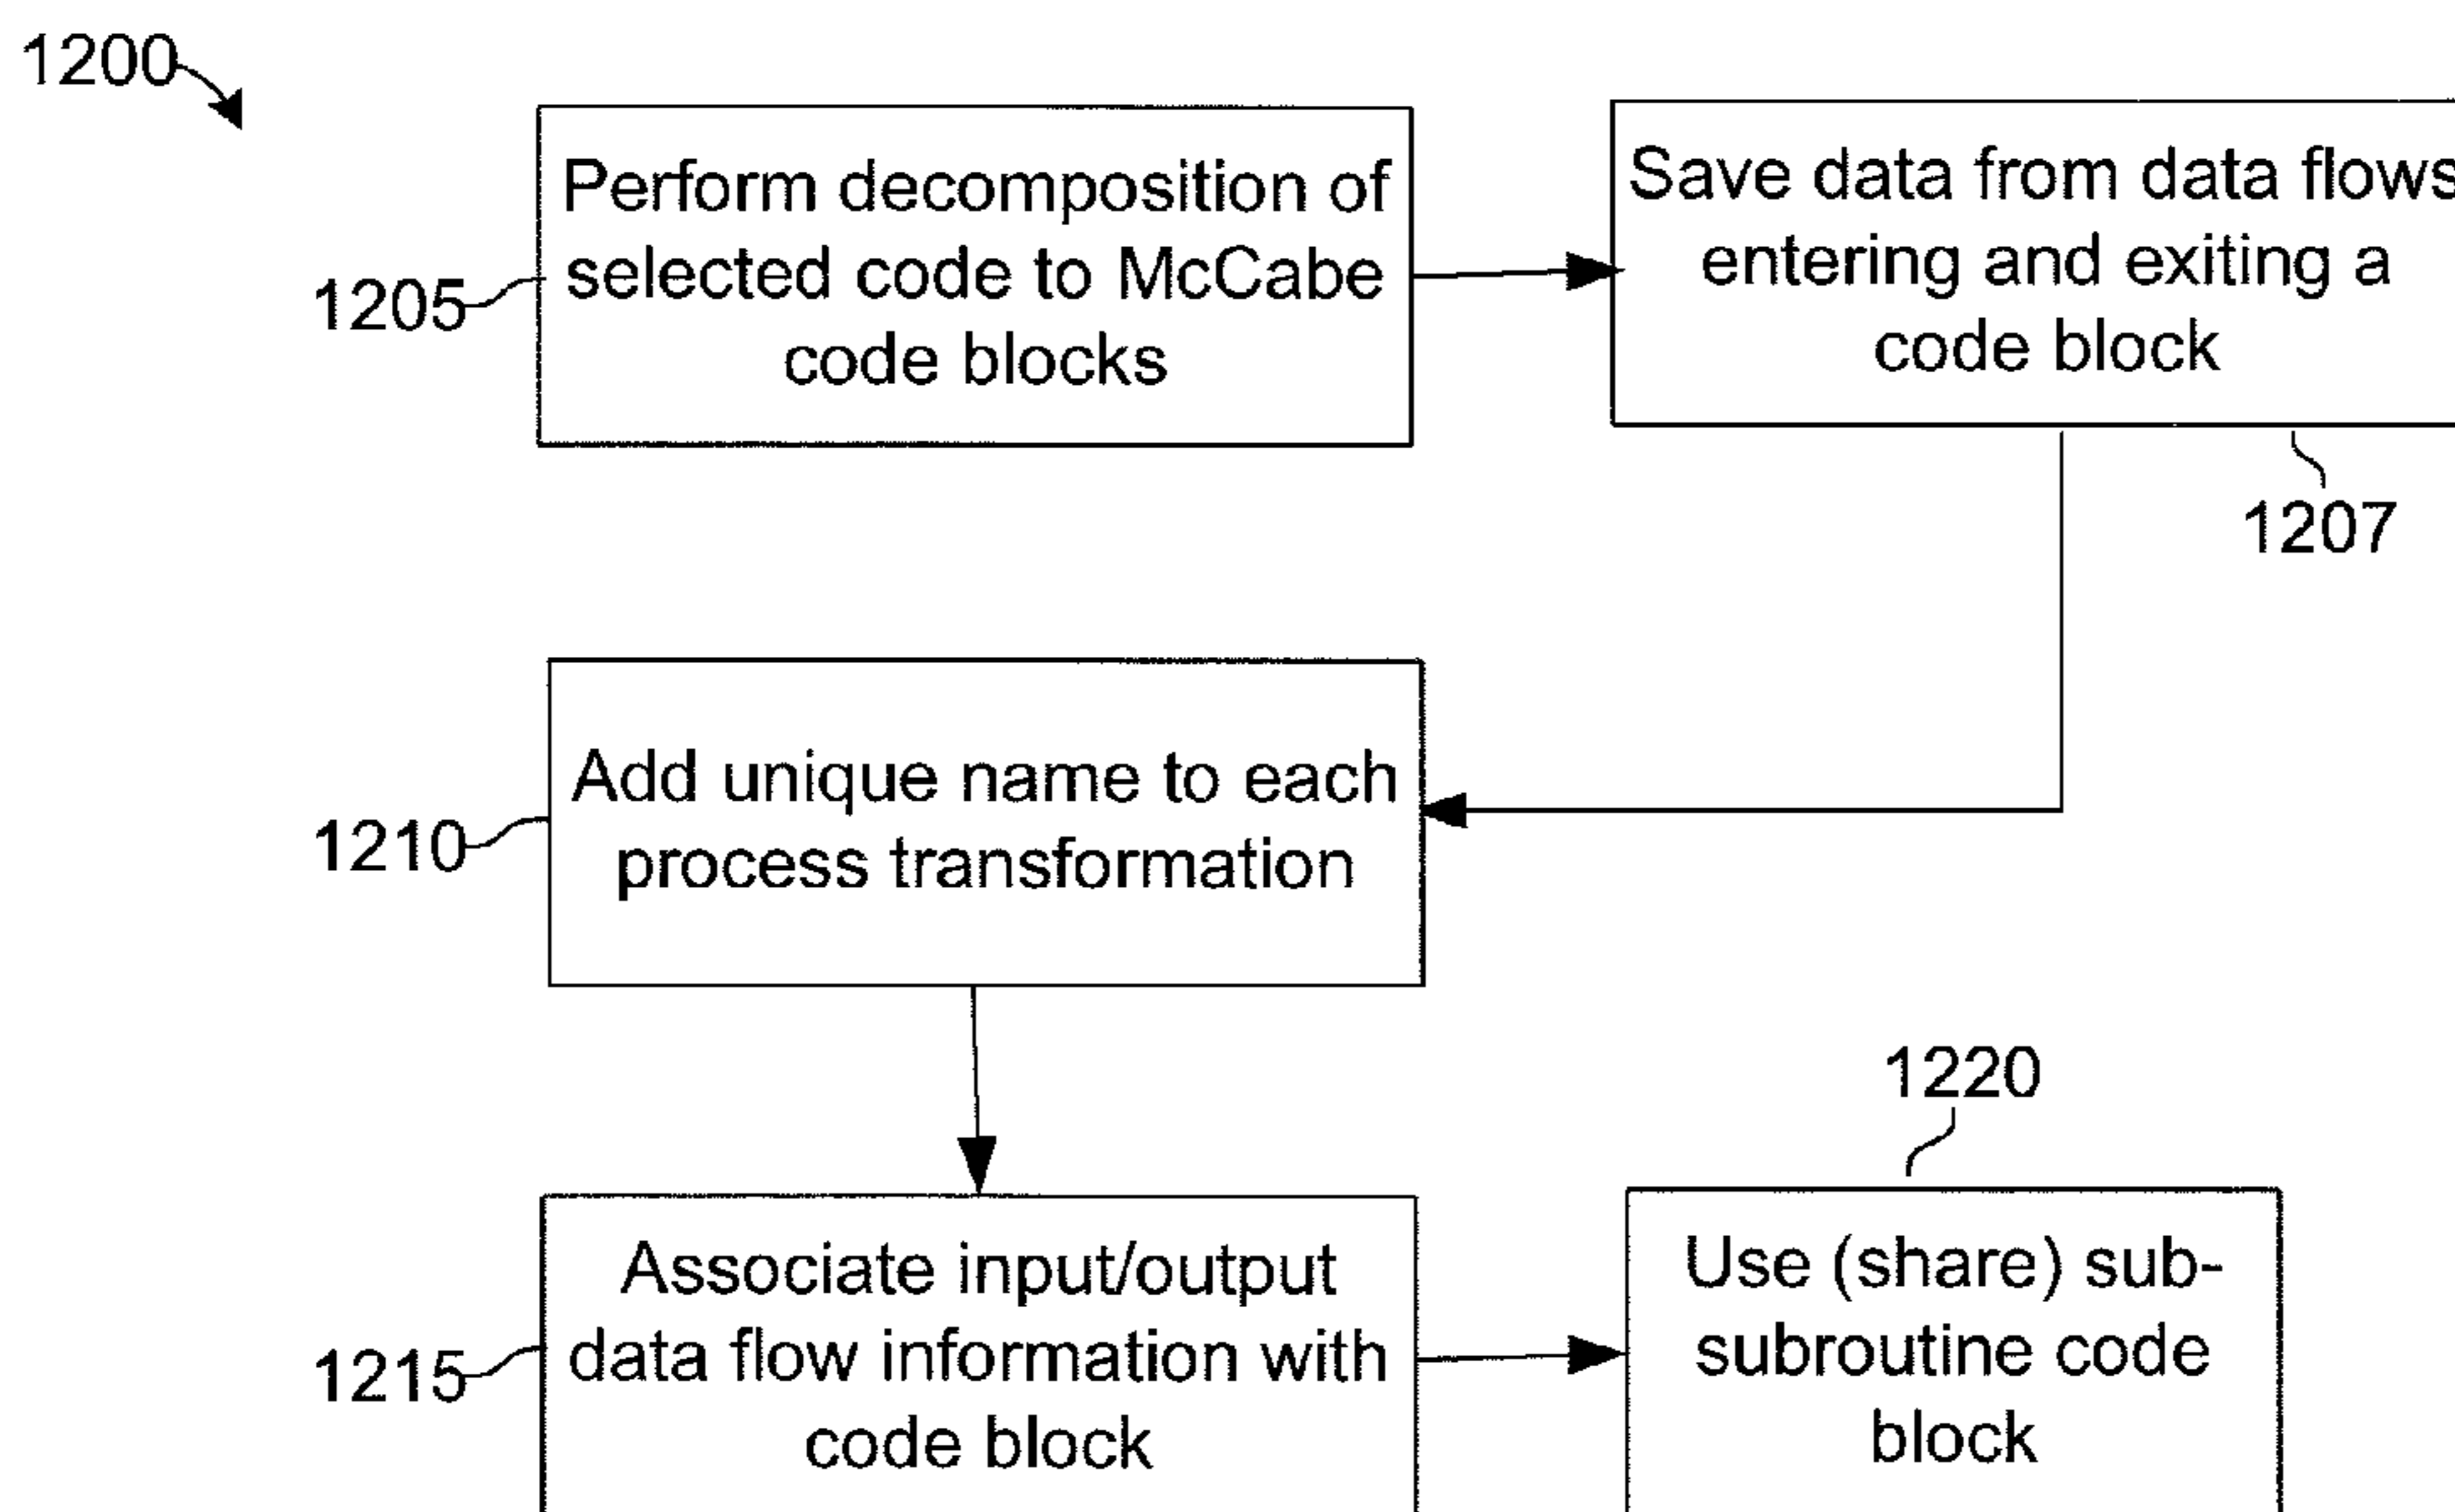 1200
Perform decomposition of
selected code to McCabe
code blocks
1205
Save data from data flows
entering and exiting a
code block
1207
Add unique name to each
process transformation
1210
Associate input/output
data flow information with
code block
1215
1220
Use (share) sub-
subroutine code
block